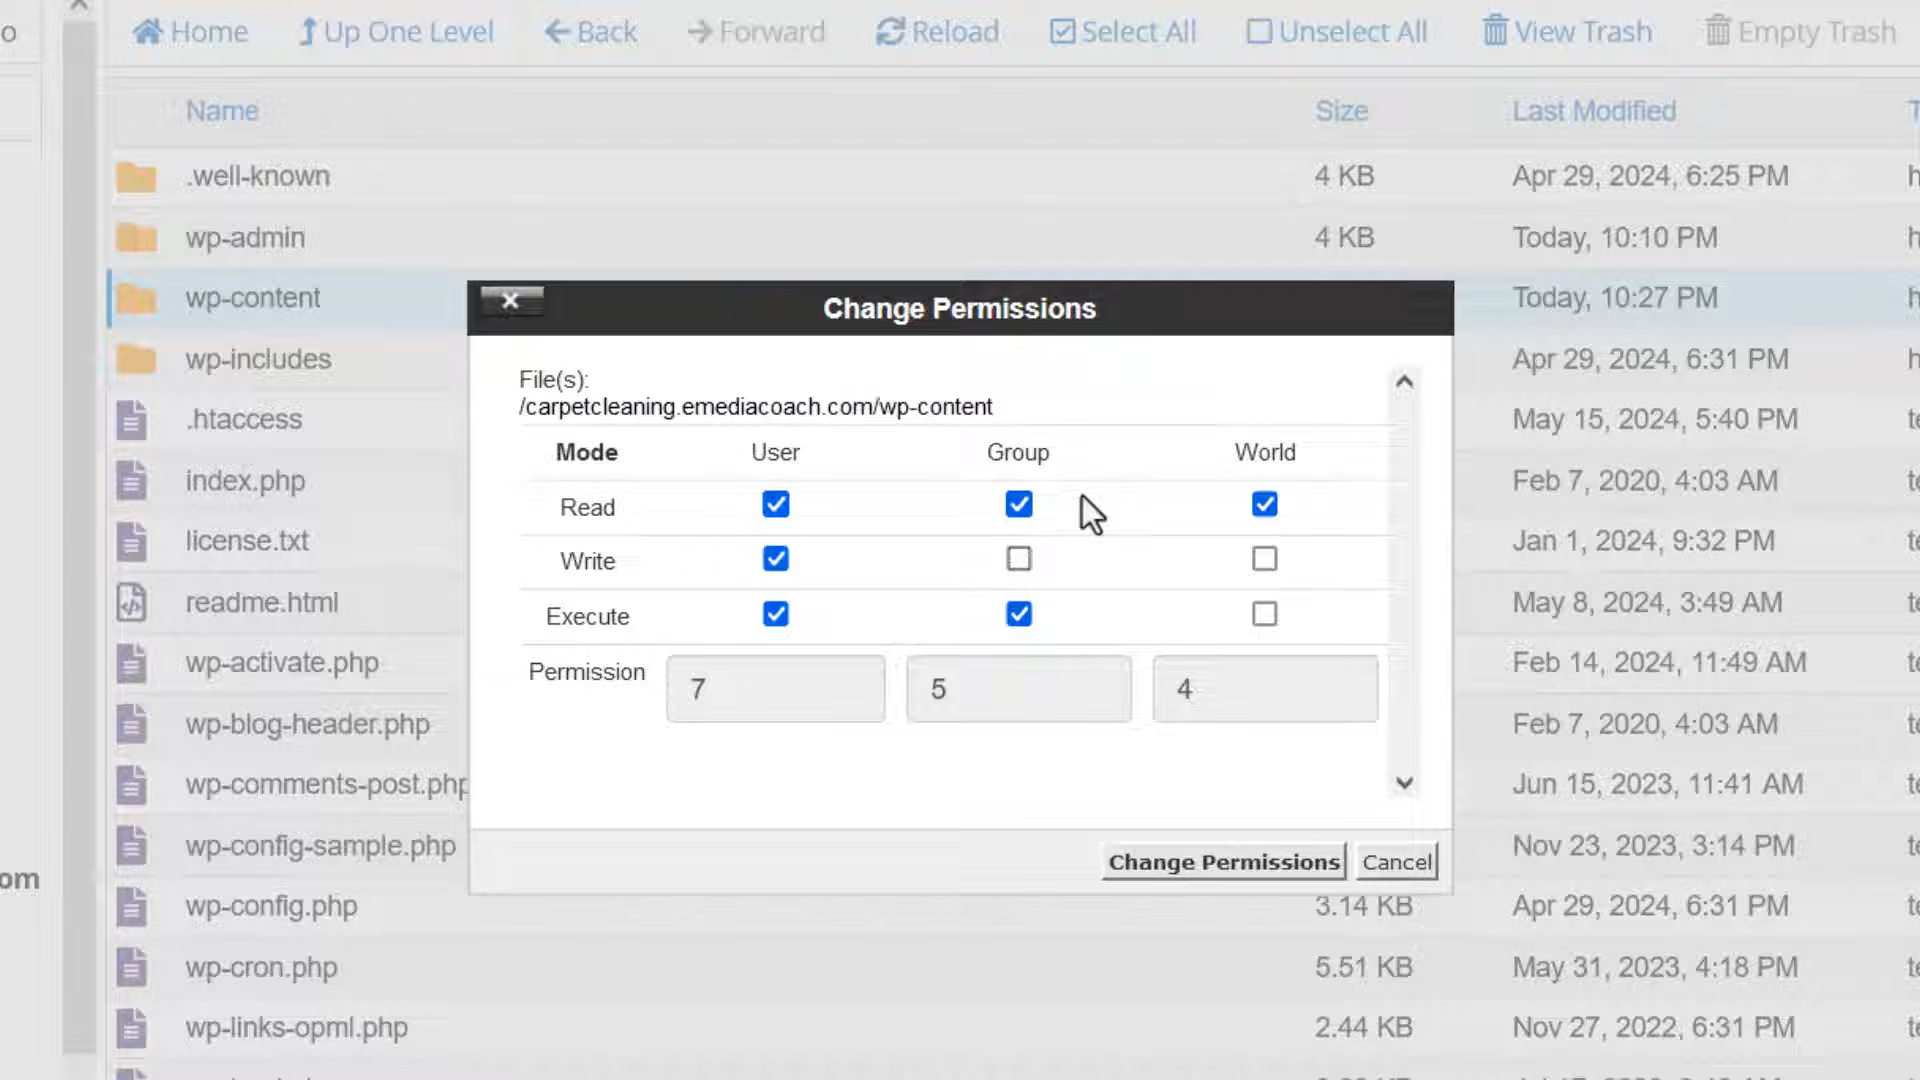 o
Home Up One Level Back Forward Reload Select All Unselect All View Trash Empty Trash
Name Size Last Modified
.well-known 4 KB Apr 29, 2024, 6:25 PM
wp-admin 4 KB Today, 10:10 PM
wp-content Today, 10:27 PM
Change Permissions
wp-includes Apr 29, 2024, 6:31 PM
File(s):
/carpetcleaning.emediacoach.com/wp-content
.htaccess May 15, 2024, 5:40 PM
Mode User Group World
index.php Feb 7, 2020, 4:03 AM
Read
license.txt Jan 1, 2024, 9:32 PM
Write
readme.html May 8, 2024, 3:49 AM
Execute
wp-activate.php Feb 14, 2024, 11:49 AM
Permission 7 5 4
wp-blog-header.php Feb 7, 2020, 4:03 AM
wp-comments-post.php Jun 15, 2023, 11:41 AM
wp-config-sample.php Nov 23, 2023, 3:14 PM
Change Permissions Cancel
om
wp-config.php 3.14 KB Apr 29, 2024, 6:31 PM
wp-cron.php 5.51 KB May 31, 2023, 4:18 PM
wp-links-opml.php 2.44 KB Nov 27, 2022, 6:31 PM